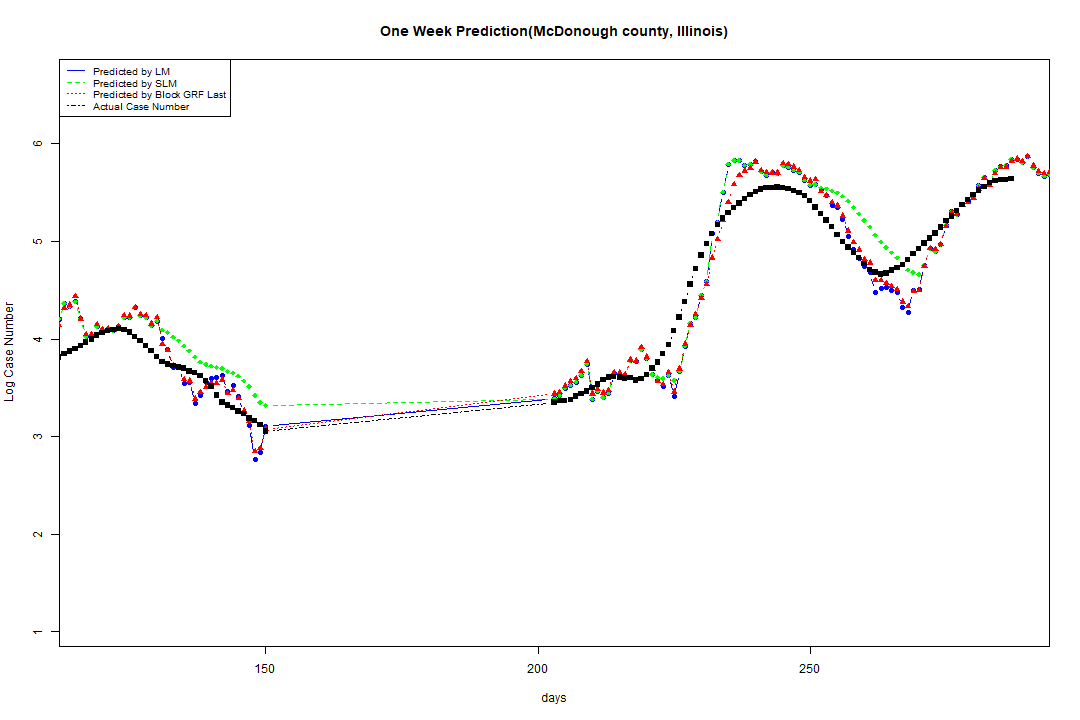 One Week Prediction(McDonough county, Illinois)
Predicted by LM
Predicted by SLM
Predicted by Block GRF Last
Actual Case Number
Log Case Number
6
5
4
3
2
1
150
200
250
days